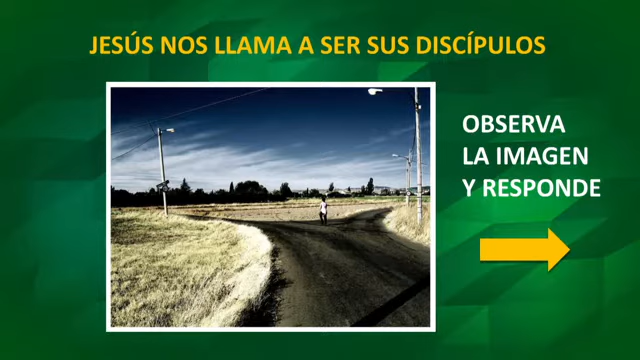 JESÚS NOS LLAMA A SER SUS DISCÍPULOS
OBSERVA
LA IMAGEN
Y RESPONDE